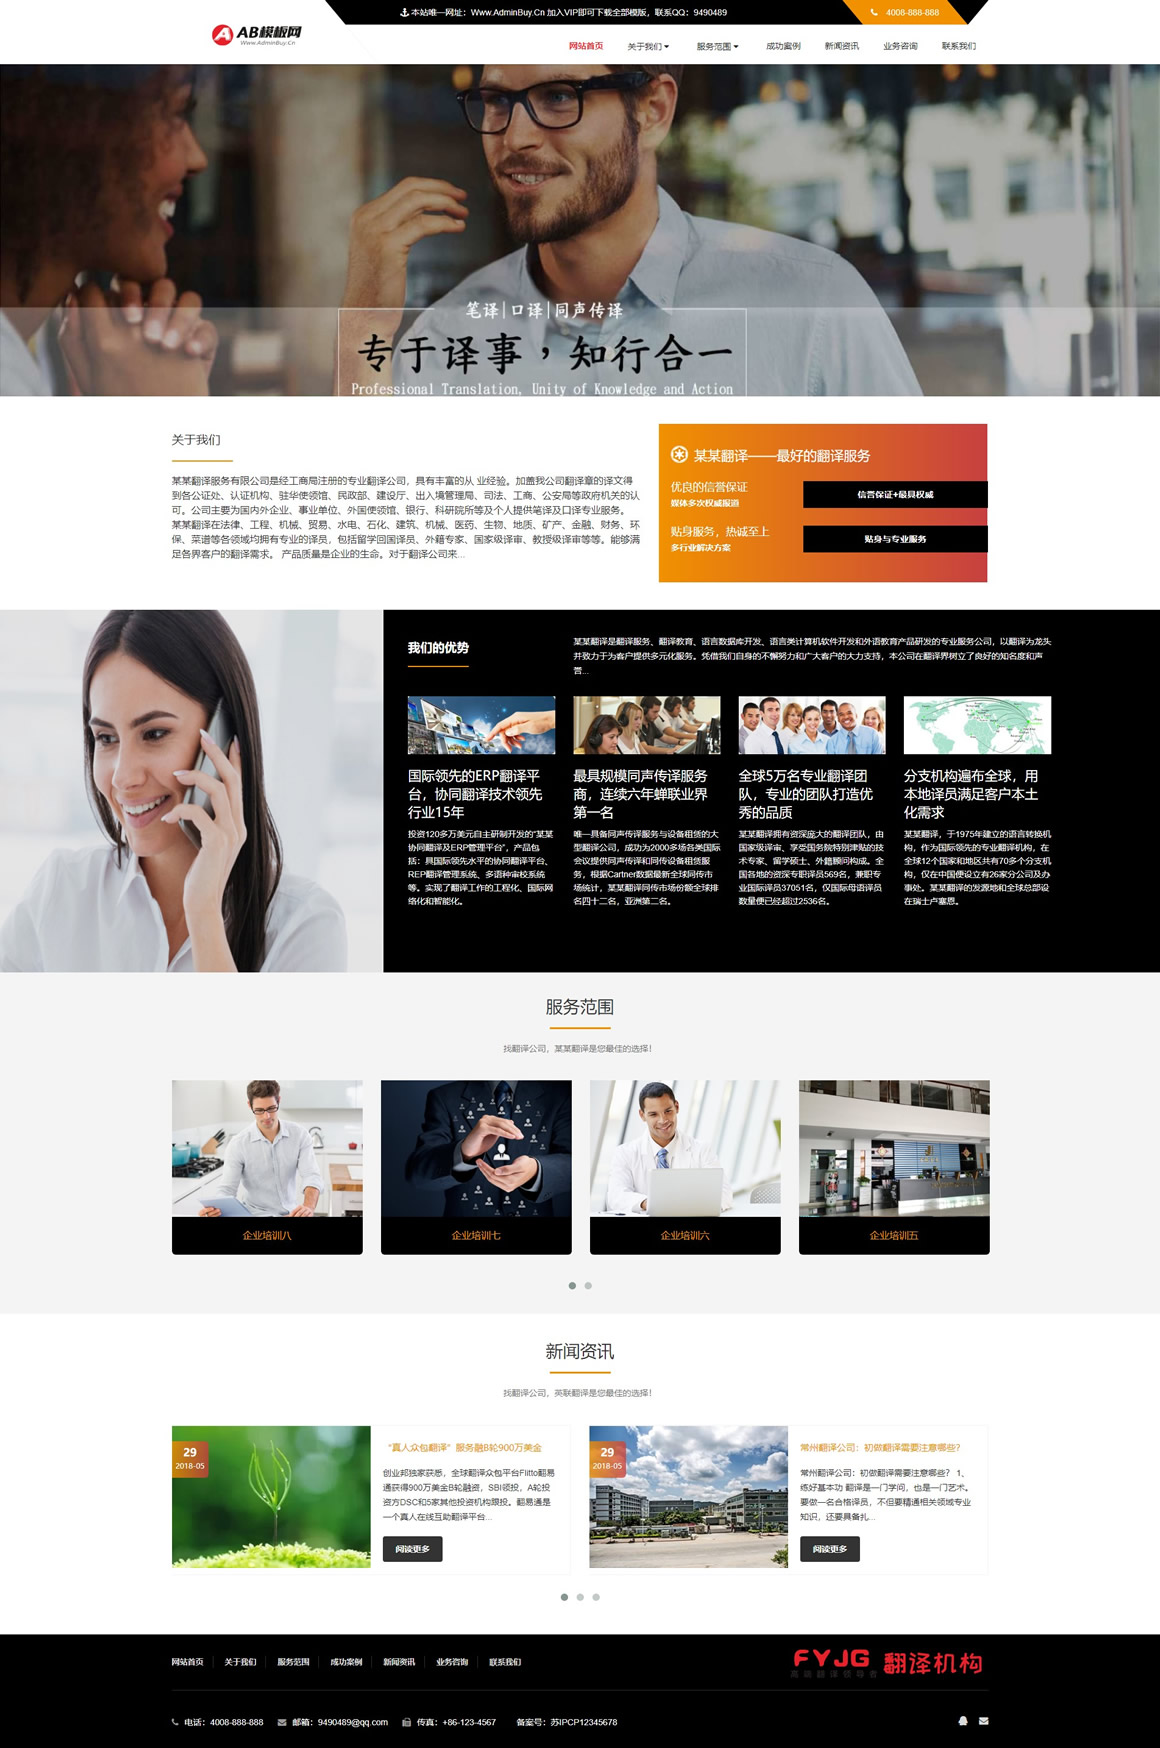 本站唯一网址：Www.AdminBuy.Cn 加入VIP即可下载全部模版，联系QQ：9490489
4008-888-888
AB模板网
Www.AdminBuy.Cn
网站首页 关于我们 服务范围 成功案例 新闻资讯 业务咨询 联系我们
笔译|口译|同声传译
专于译事，知行合一
Professional Translation, Unity of Knowledge and Action
关于我们
某某翻译服务有限公司是经工商局注册的专业翻译公司，具有丰富的从 业经验。加盖我公司翻译章的译文得
到各公证处、认证机构、驻华使领馆、民政部、建设厅、出入境管理局、司法、工商、公安局等政府机关的认
可。公司主要为国内外企业、事业单位、外国使领馆、银行、科研院所等及个人提供笔译及口译专业服务。
某某翻译在法律、工程、机械、贸易、水电、石化、建筑、机械、医药、生物、地质、矿产、金融、财务、环
保、菜谱等各领域均拥有专业的译员，包括留学回国译员、外籍专家、国家级译审、教授级译审等等。能够满
足各界客户的翻译需求。 产品质量是企业的生命。对于翻译公司来...
某某翻译——最好的翻译服务
优良的信誉保证
媒体多次权威报道
信誉保证+最具权威
贴身服务，热诚至上
多行业解决方案
贴身与专业服务
我们的优势
某某翻译是翻译服务、翻译教育、语言数据库开发、语言类计算机软件开发和外语教育产品研发的专业服务公司，以翻译为龙头
并致力于为客户提供多元化服务。凭借我们自身的不懈努力和广大客户的大力支持，本公司在翻译界树立了良好的知名度和声
誉...
国际领先的ERP翻译平
台，协同翻译技术领先
行业15年
投资120多万美元自主研制开发的“某某
协同翻译及ERP管理平台”，产品包
括：具国际领先水平的协同翻译平台、
REP翻译管理系统、多语种审校系统
等。实现了翻译工作的工程化、国际网
络化和智能化。
最具规模同声传译服务
商，连续六年蝉联业界
第一名
唯一具备同声传译服务与设备租赁的大
型翻译公司，成功为2000多场各类国际
会议提供同声传译和同传设备租赁服
务，根据Cartner数据最新全球同传市
场统计，某某翻译同传市场份额全球排
名四十二名，亚洲第二名。
全球5万名专业翻译团
队，专业的团队打造优
秀的品质
某某翻译拥有资深庞大的翻译团队，由
国家级译审、享受国务院特别津贴的技
术专家、留学硕士、外籍顾问构成。全
国各地的资深专职译员569名，兼职专
业国际译员37051名，仅国际母语译员
数量便已经超过2536名。
分支机构遍布全球，用
本地译员满足客户本土
化需求
某某翻译，于1975年建立的语言转换机
构，作为国际领先的专业翻译机构，在
全球12个国家和地区共有70多个分支机
构，仅在中国便设立有26家分公司及办
事处。某某翻译的发源地和全球总部设
在瑞士卢塞恩。
服务范围
找翻译公司，某某翻译是您最佳的选择！
企业培训八
企业培训七
企业培训六
企业培训五
新闻资讯
找翻译公司，英联翻译是您最佳的选择！
29
2018-05
“真人众包翻译”服务融B轮900万美金
创业邦独家获悉，全球翻译众包平台Flitto翻易
通获得900万美金B轮融资，SBI领投，A轮投
资方DSC和5家其他投资机构跟投。翻易通是
一个真人在线互助翻译平台...
阅读更多
29
2018-05
常州翻译公司：初做翻译需要注意哪些？
常州翻译公司：初做翻译需要注意哪些？ 1、
练好基本功 翻译是一门学问，也是一门艺术。
要做一名合格译员，不但要精通相关领域专业
知识，还要具备扎...
阅读更多
网站首页 关于我们 服务范围 成功案例 新闻资讯 业务咨询 联系我们
FYJG 翻译机构
高端翻译领导者
电话：4008-888-888 邮箱：9490489@qq.com 传真：+86-123-4567 备案号：苏IPCP12345678